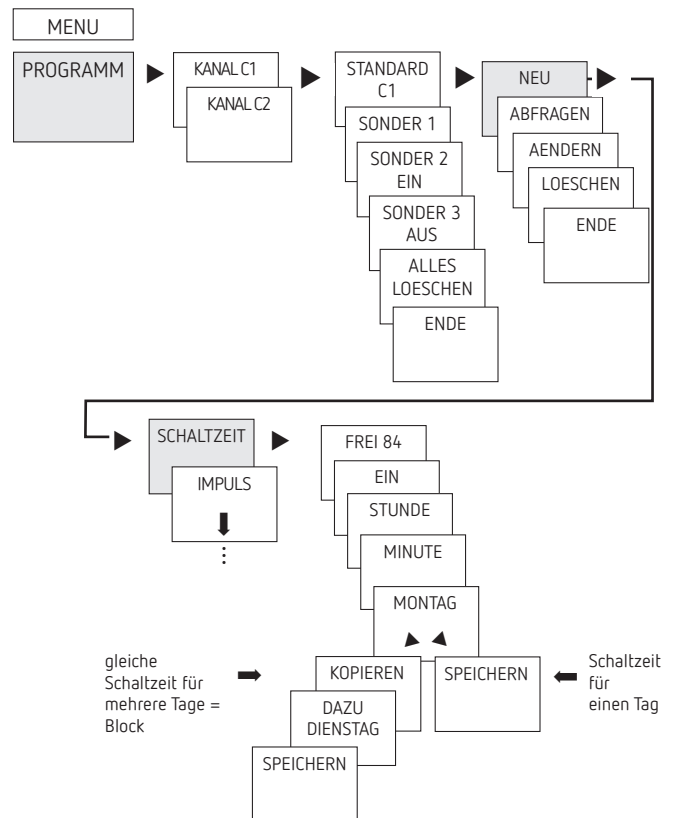 MENU
PROGRAMM
KANAL C1
KANAL C2
STANDARD
C1
SONDER 1
SONDER 2
EIN
SONDER 3
AUS
ALLES
LOESCHEN
ENDE
NEU
ABFRAGEN
AENDERN
LOESCHEN
ENDE
SCHALTZEIT
IMPULS
FREI 84
EIN
STUNDE
MINUTE
MONTAG
gleiche
Schaltzeit für
mehrere Tage =
Block
KOPIEREN
DAZU
DIENSTAG
SPEICHERN
SPEICHERN
Schaltzeit
für
einen Tag